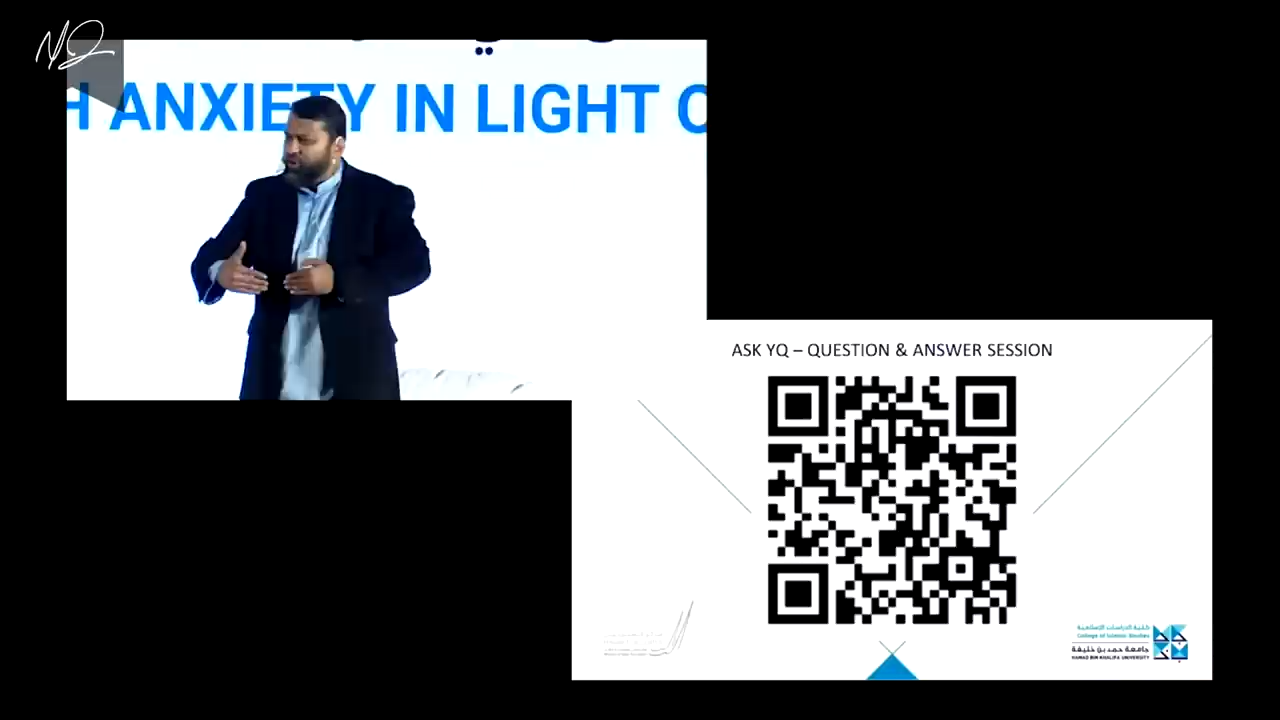 H ANXIETY IN LIGHT O
ASK YQ – QUESTION & ANSWER SESSION
كلية الدراسات الإسلامية
College of Islamic Studies
جامعة حمد بن خليفة
HAMAD BIN KHALIFA UNIVERSITY